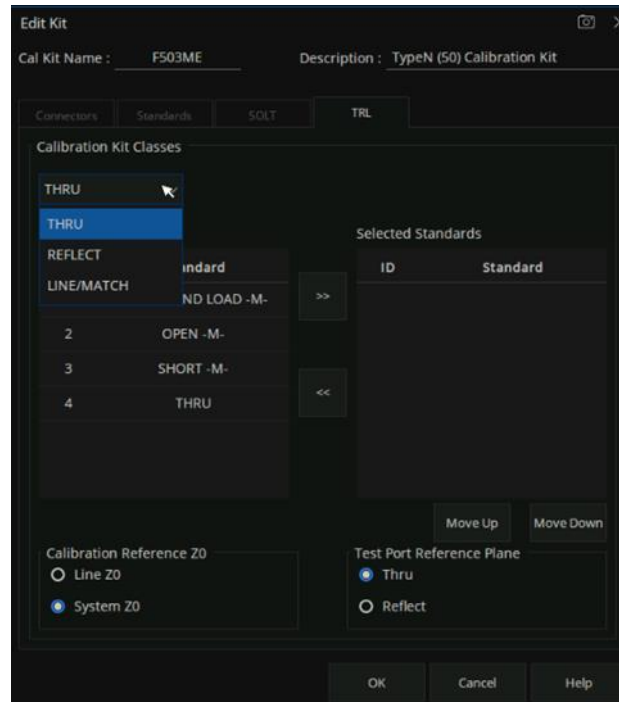 Edit Kit
Cal Kit Name : F503ME Description : TypeN (50) Calibration Kit
Connectors Standards SOLT TRL
Calibration Kit Classes
THRU
THRU
REFLECT
LINE/MATCH
Selected Standards
ndard ID Standard
ND LOAD -M- >>
2 OPEN -M-
3 SHORT -M-
4 THRU <<
Move Up Move Down
Calibration Reference Z0 Test Port Reference Plane
Line Z0 Thru
System Z0 Reflect
OK Cancel Help